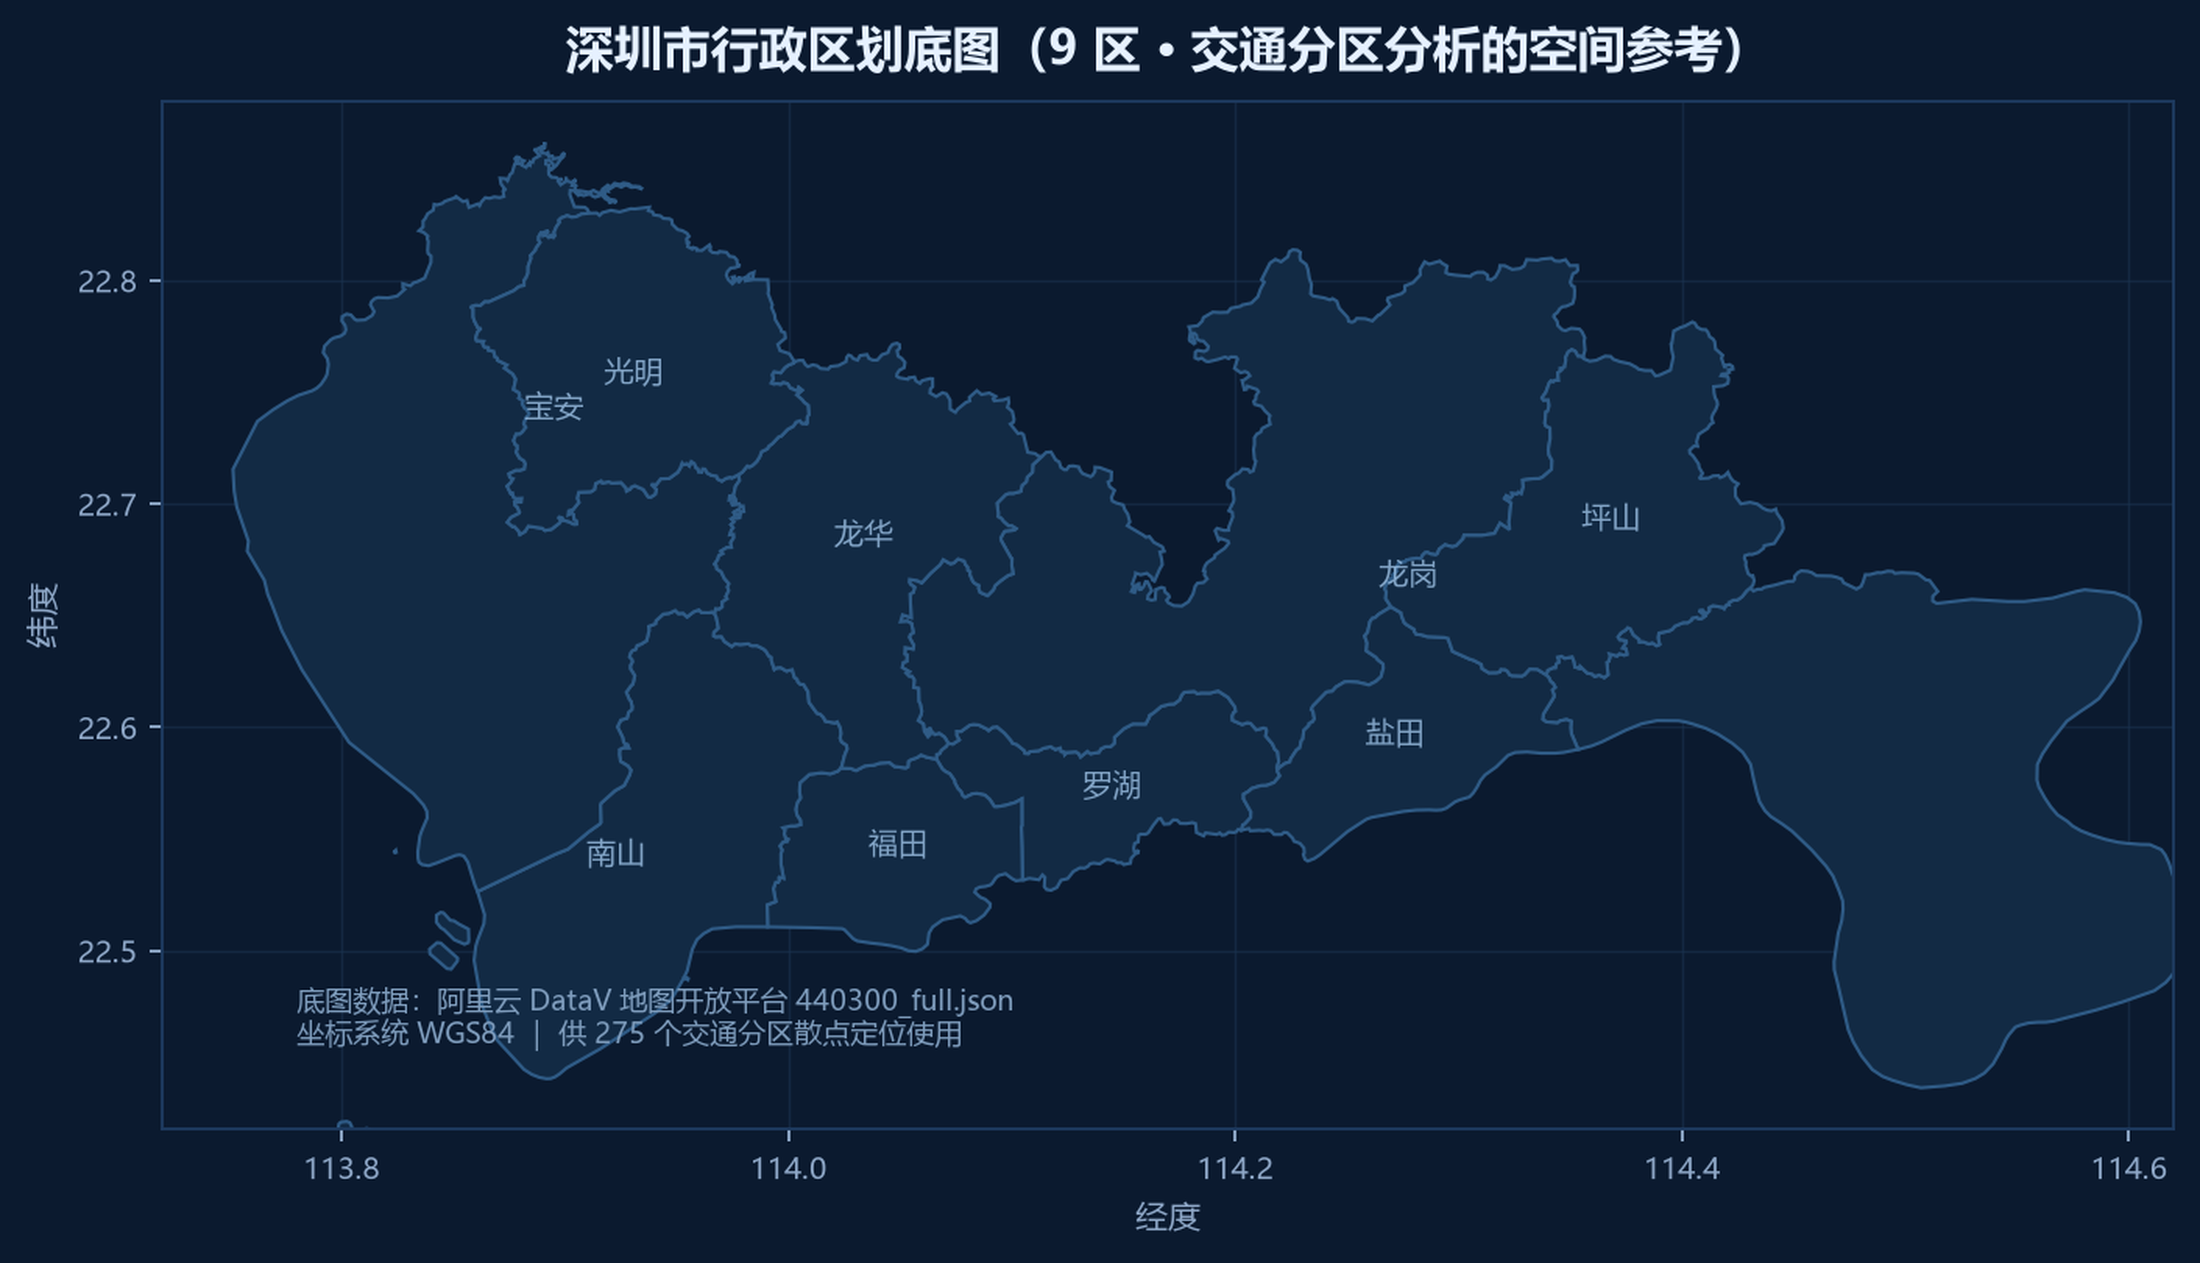 深圳市行政区划底图（9 区 • 交通分区分析的空间参考）
22.8
22.7
22.6
22.5
纬度
光明
宝安
龙华
坪山
龙岗
盐田
罗湖
福田
南山
底图数据：阿里云 DataV 地图开放平台 440300_full.json
坐标系统 WGS84 ｜ 供 275 个交通分区散点定位使用
113.8
114.0
114.2
114.4
114.6
经度